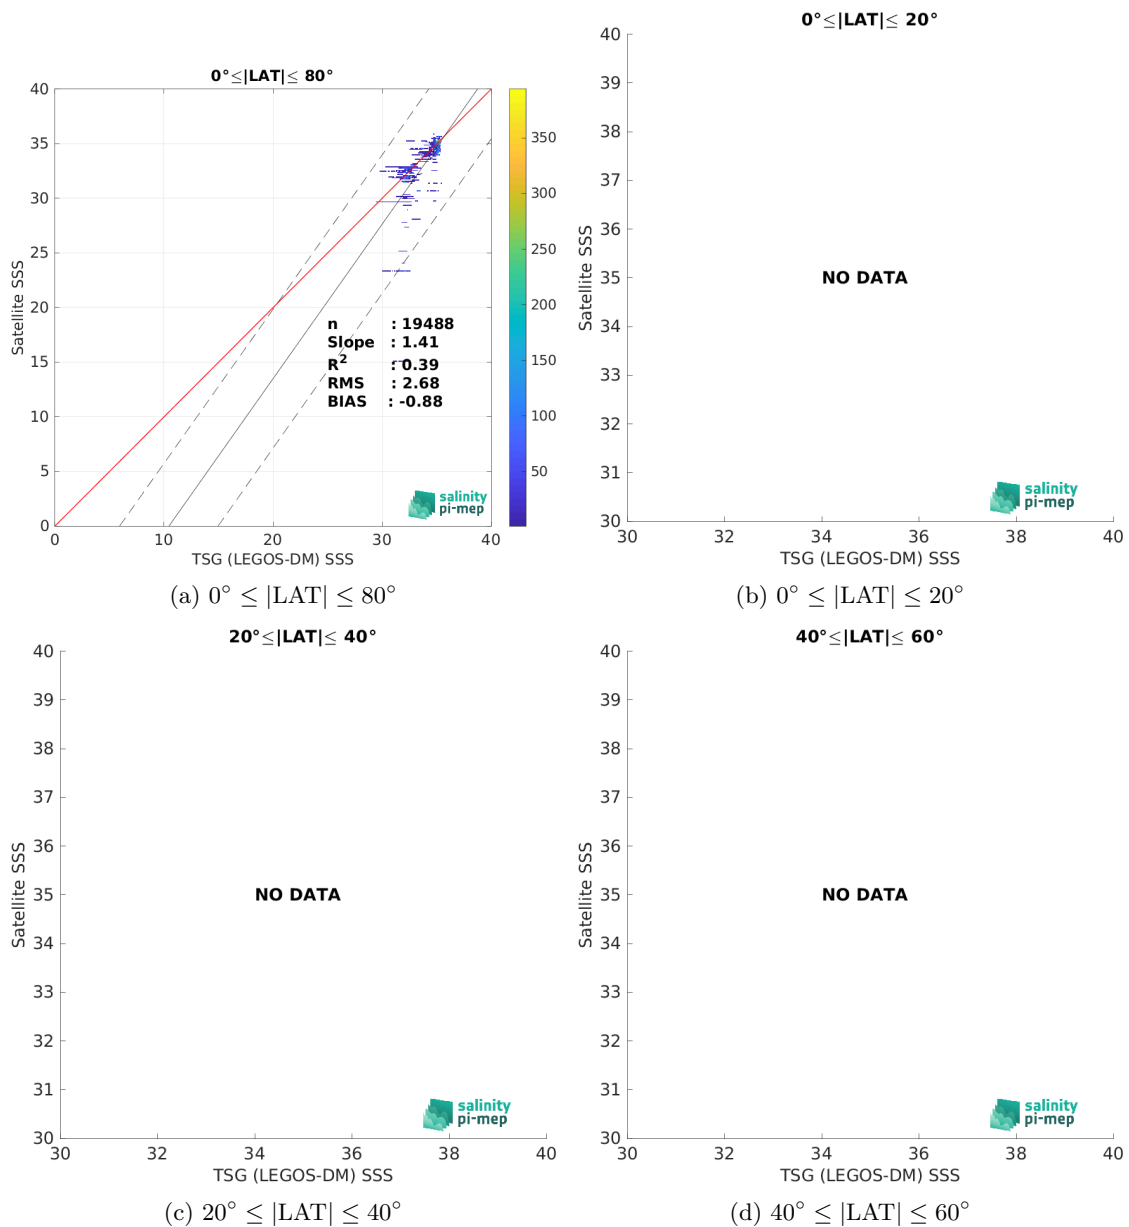 0°≤|LAT|≤ 80°
40
35
30
25
20
15
10
5
0
Satellite SSS
n : 19488
Slope : 1.41
R² : 0.39
RMS : 2.68
BIAS : -0.88
salinity
pi-mep
0 10 20 30 40
TSG (LEGOS-DM) SSS
350
300
250
200
150
100
50
(a) 0° ≤ |LAT| ≤ 80°
0°≤|LAT|≤ 20°
40
39
38
37
36
35
34
33
32
31
30
Satellite SSS
NO DATA
salinity
pi-mep
30 32 34 36 38 40
TSG (LEGOS-DM) SSS
(b) 0° ≤ |LAT| ≤ 20°
20°≤|LAT|≤ 40°
40
39
38
37
36
35
34
33
32
31
30
Satellite SSS
NO DATA
salinity
pi-mep
30 32 34 36 38 40
TSG (LEGOS-DM) SSS
(c) 20° ≤ |LAT| ≤ 40°
40°≤|LAT|≤ 60°
40
39
38
37
36
35
34
33
32
31
30
Satellite SSS
NO DATA
salinity
pi-mep
30 32 34 36 38 40
TSG (LEGOS-DM) SSS
(d) 40° ≤ |LAT| ≤ 60°